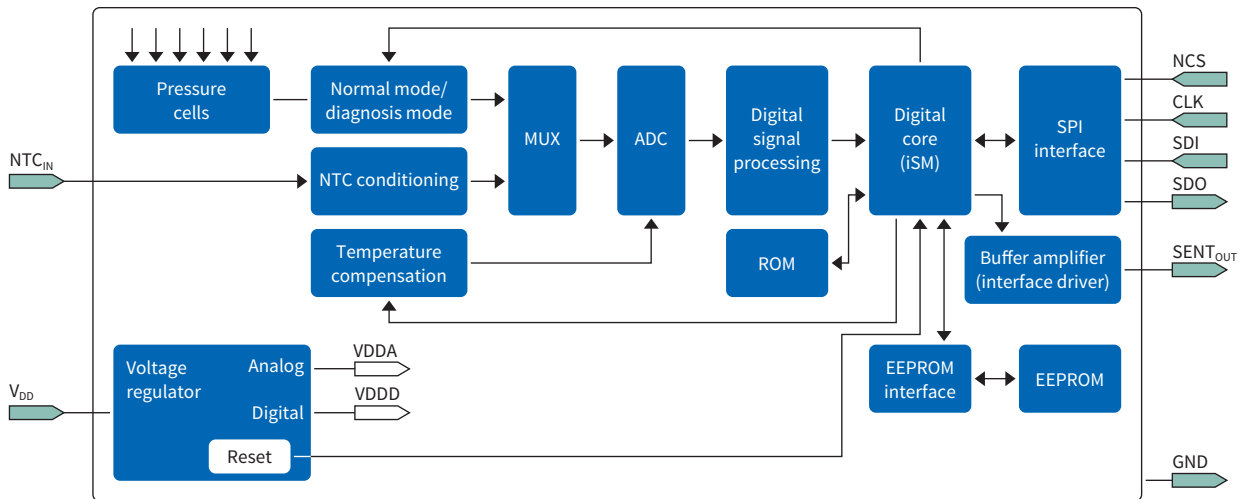 Pressure
cells
Normal mode/
diagnosis mode
MUX
ADC
Digital
signal
processing
Digital
core
(iSM)
SPI
interface
NCS
CLK
SDI
SDO
NTC_IN
NTC conditioning
Temperature
compensation
ROM
Buffer amplifier
(interface driver)
SENT_OUT
Voltage
regulator
Analog
VDDA
Digital
VDDD
Reset
V_DD
EEPROM
interface
EEPROM
GND